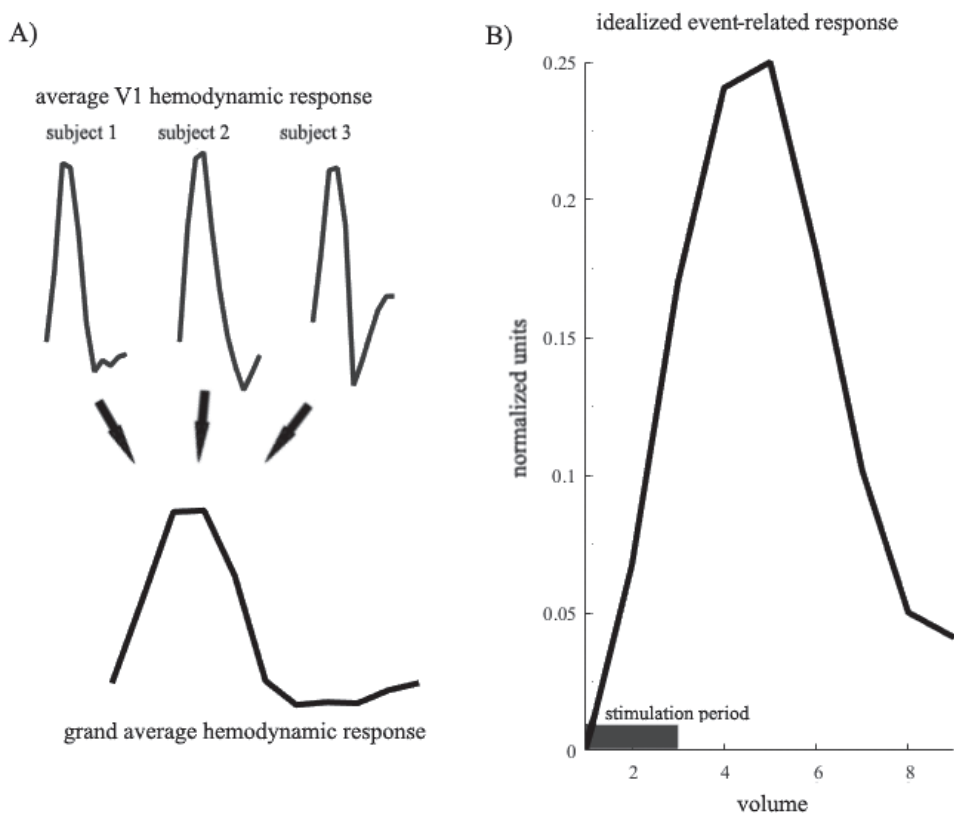 A)
average V1 hemodynamic response
subject 1 subject 2 subject 3
grand average hemodynamic response
B)
idealized event-related response
normalized units
0.25
0.2
0.15
0.1
0.05
0
stimulation period
2 4 6 8
volume